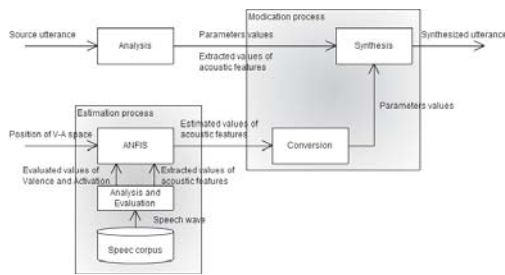 Modication process
Source utterance
Analysis
Parameters values
Extracted values of
acoustic features
Synthesis
Synthesized utterance
Parameters values
Estimation process
Position of V-A space
ANFIS
Estimated values of
acoustic features
Conversion
Evaluated values of
Valence and Activation
Extracted values of
acoustic features
Analysis and
Evaluation
Speech wave
Speec corpus